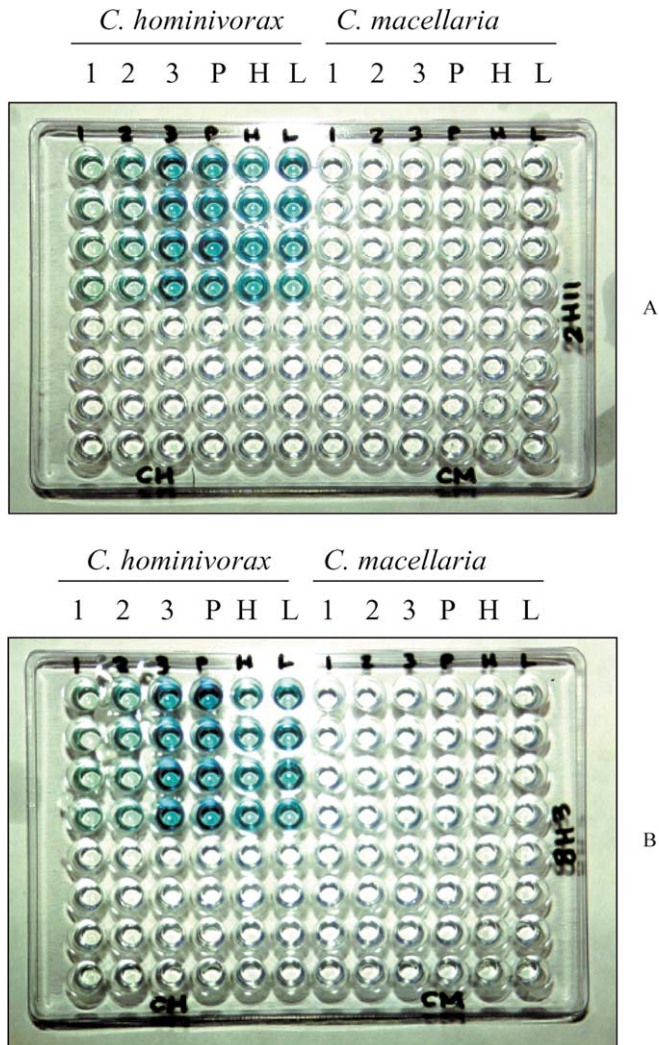 C. hominivorax C. macellaria
1 2 3 P H L 1 2 3 P H L
1 2 3 P H L 1 2 3 P H L
2H11
A
CH CM
C. hominivorax C. macellaria
1 2 3 P H L 1 2 3 P H L
1 2 3 P H L 1 2 3 P H L
8H3
B
CH CM